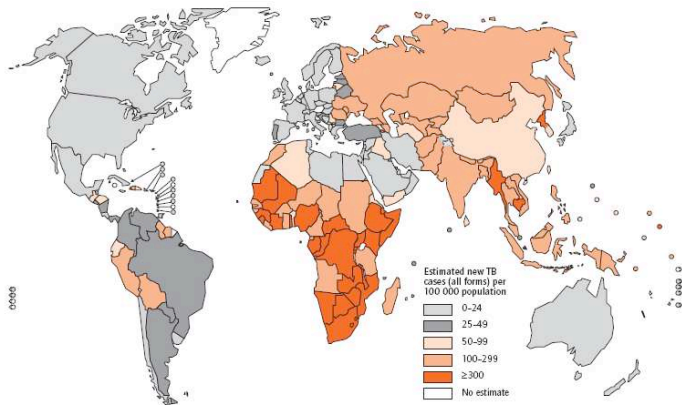 Estimated new TB
cases (all forms) per
100 000 population
0–24
25–49
50–99
100–299
≥300
No estimate